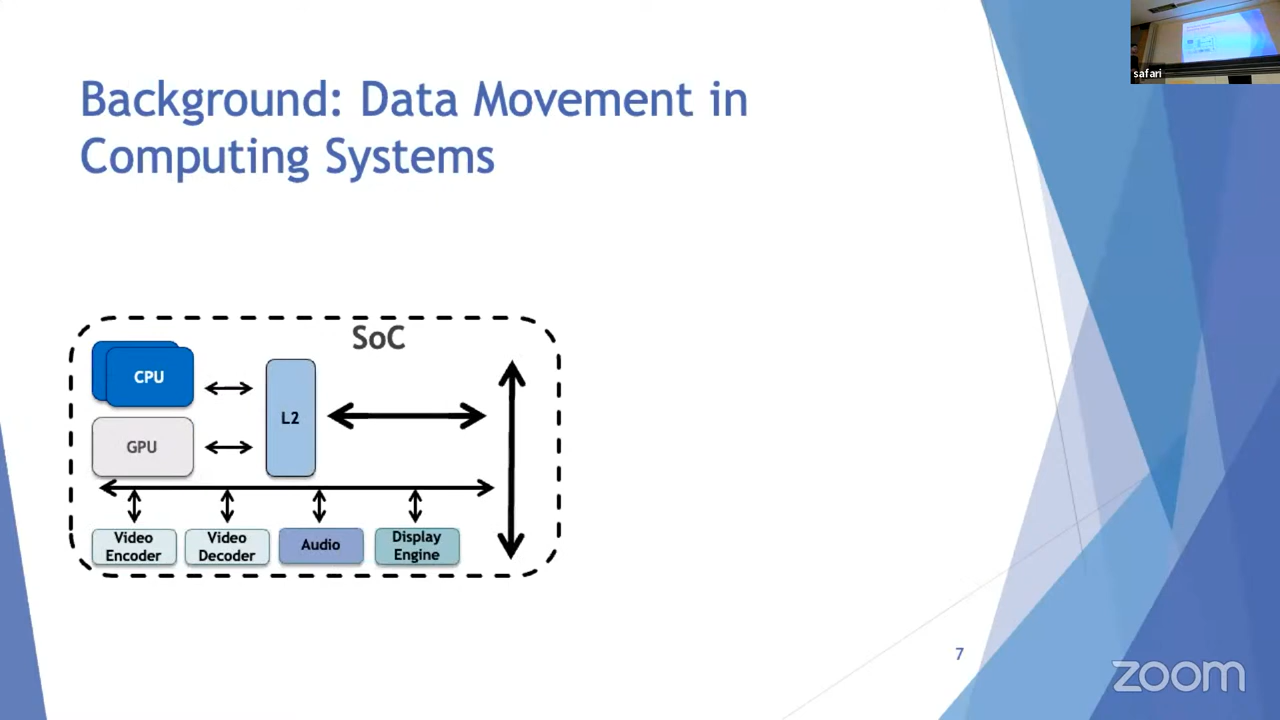 Background: Data Movement in
Computing Systems
safari
SoC
CPU
GPU
L2
Video
Encoder
Video
Decoder
Audio
Display
Engine
7
zoom